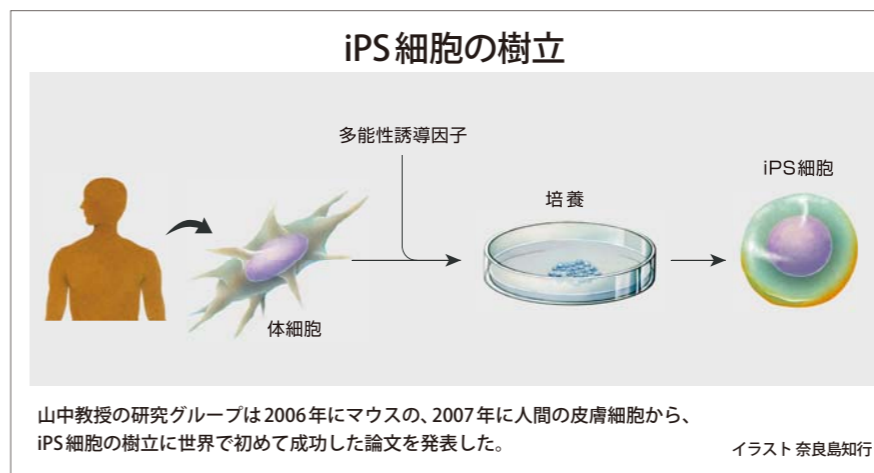 iPS細胞の樹立
多能性誘導因子
培養
iPS細胞
体細胞
山中教授の研究グループは2006年にマウスの、2007年に人間の皮膚細胞から、
iPS細胞の樹立に世界で初めて成功した論文を発表した。
イラスト 奈良島知行